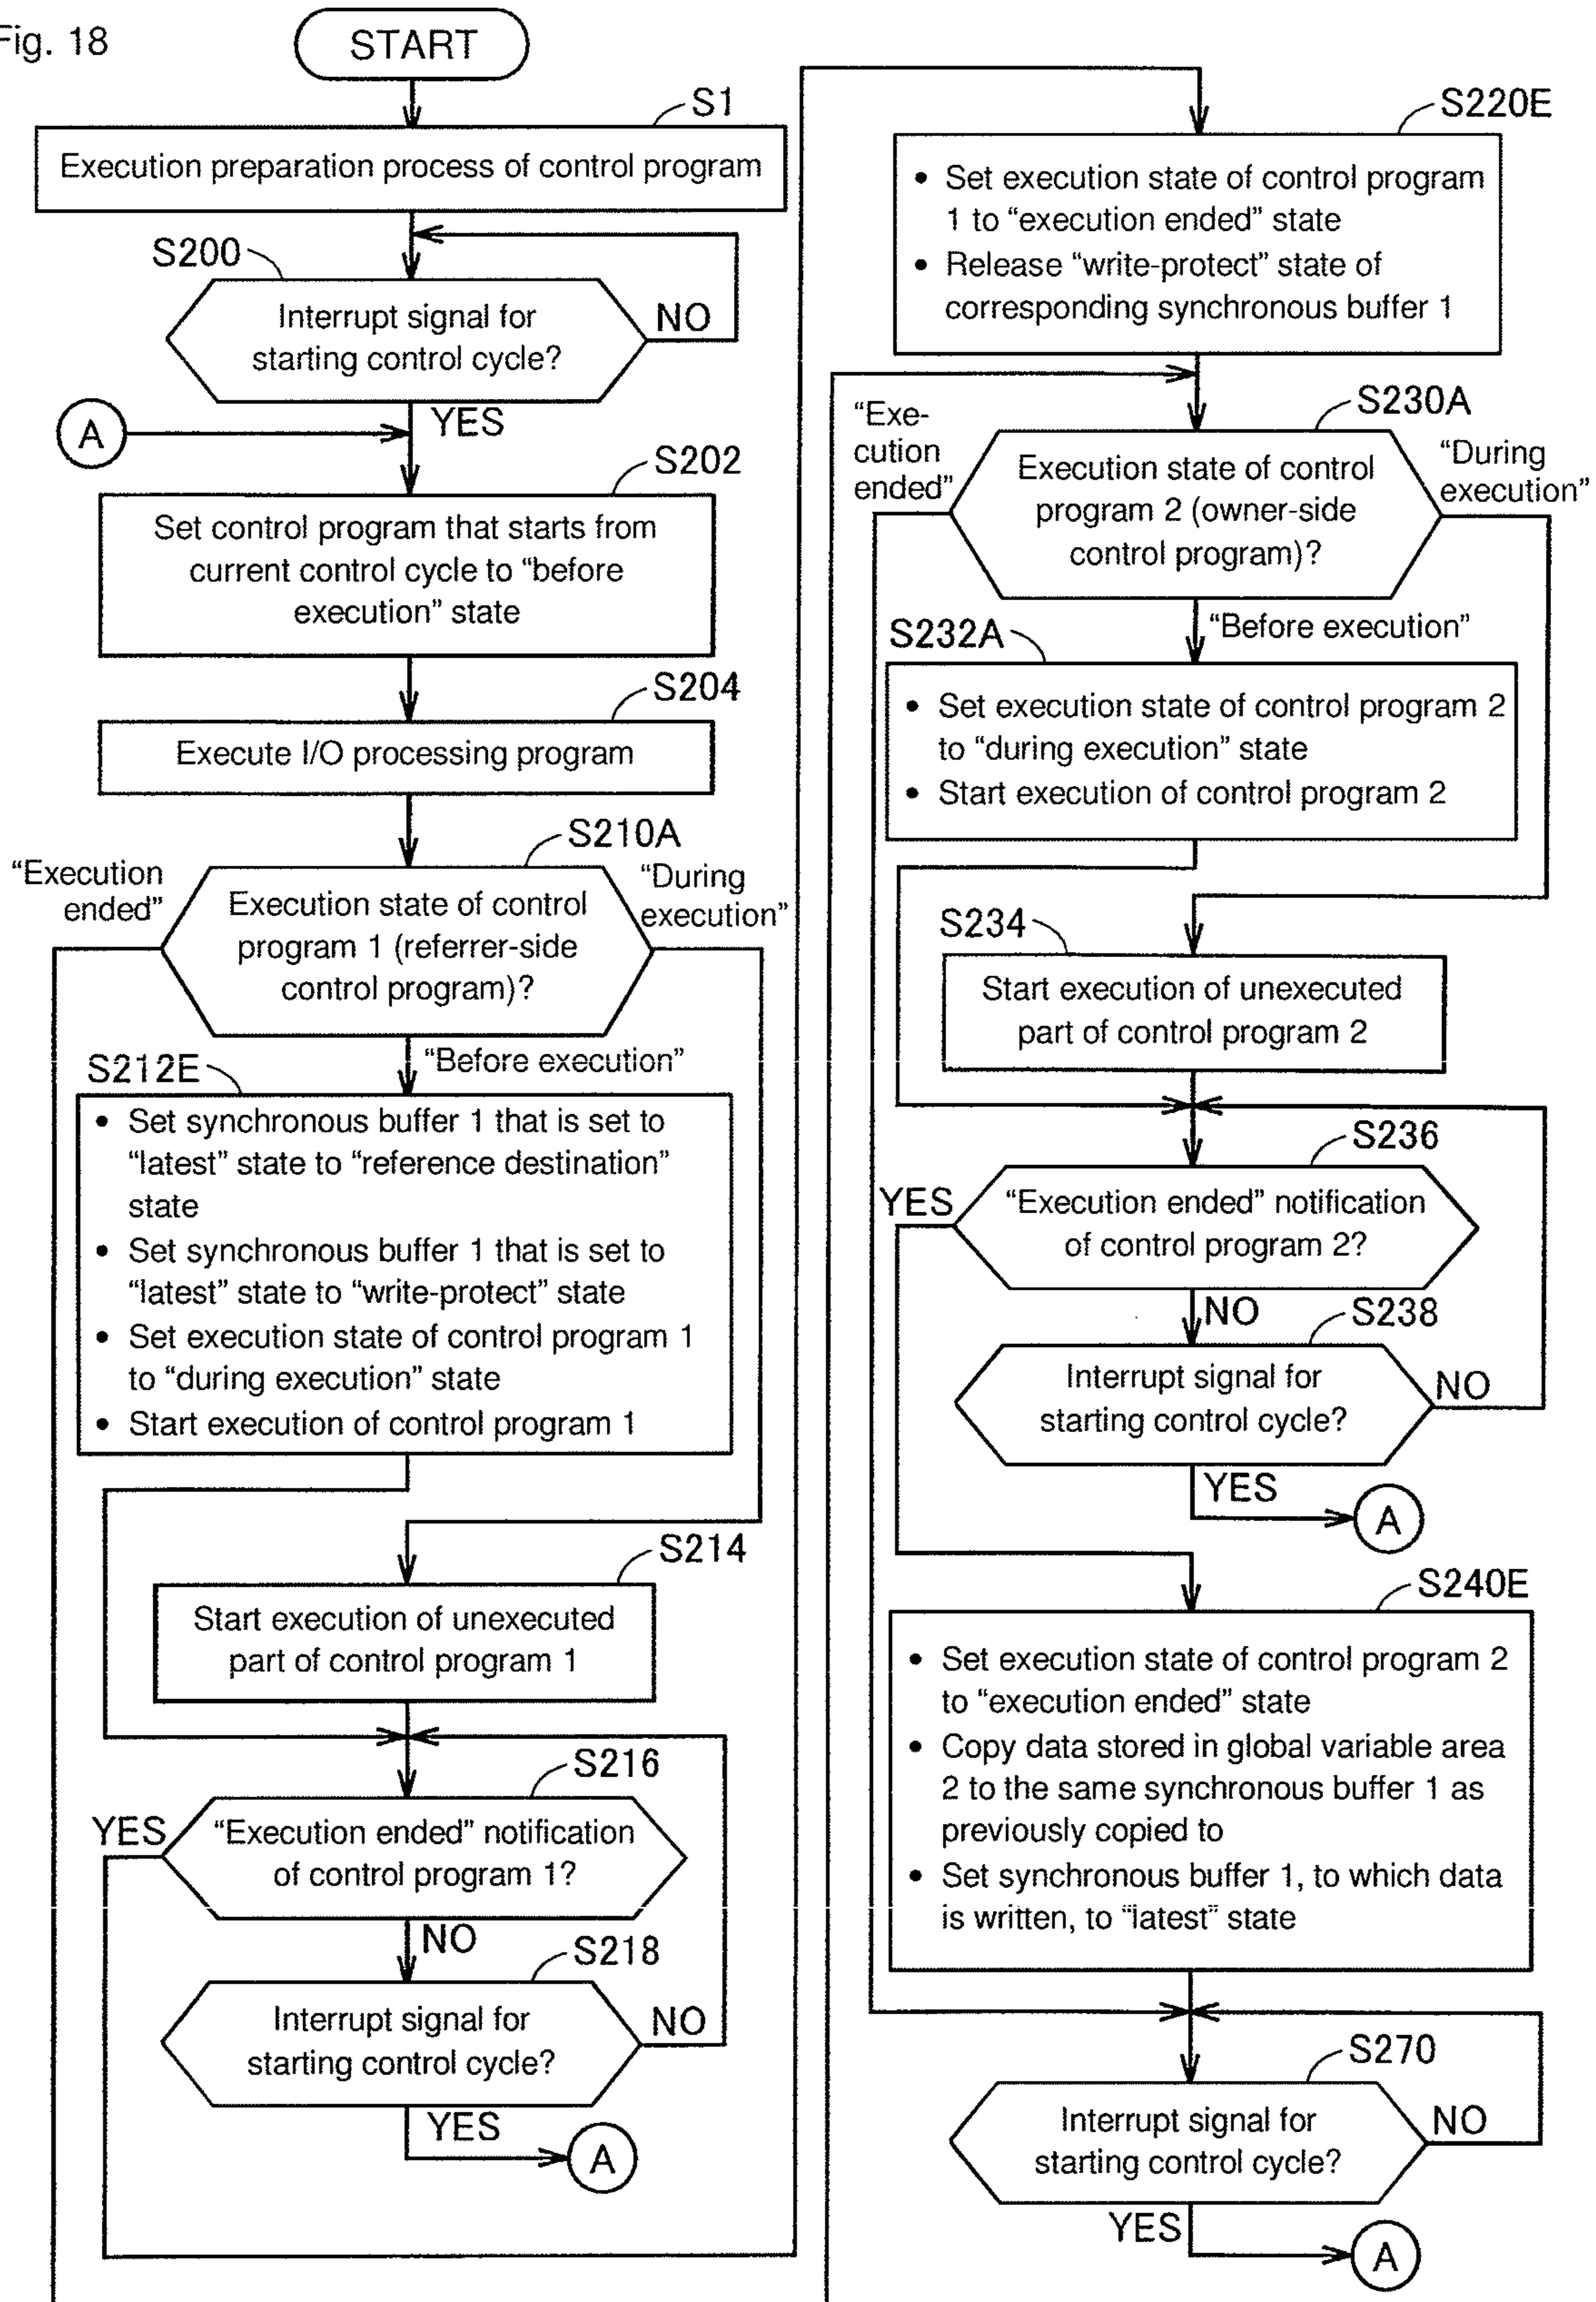 Fig. 18
START
S1
Execution preparation process of control program
S200
Interrupt signal for
starting control cycle?
NO
YES
A
S202
Set control program that starts from
current control cycle to “before
execution” state
S204
Execute I/O processing program
S210A
“Execution
ended”
“During
execution”
Execution state of control
program 1 (referrer-side
control program)?
“Before execution”
S212E
• Set synchronous buffer 1 that is set to
“latest” state to “reference destination”
state
• Set synchronous buffer 1 that is set to
“latest” state to “write-protect” state
• Set execution state of control program 1
to “during execution” state
• Start execution of control program 1
S214
Start execution of unexecuted
part of control program 1
S216
YES
“Execution ended” notification
of control program 1?
NO
S218
Interrupt signal for
starting control cycle?
NO
YES
A
S220E
• Set execution state of control program
1 to “execution ended” state
• Release “write-protect” state of
corresponding synchronous buffer 1
S230A
“Exe-
cution
ended”
“During
execution”
Execution state of control
program 2 (owner-side
control program)?
“Before execution”
S232A
• Set execution state of control program 2
to “during execution” state
• Start execution of control program 2
S234
Start execution of unexecuted
part of control program 2
S236
YES
“Execution ended” notification
of control program 2?
NO
S238
Interrupt signal for
starting control cycle?
NO
YES
A
S240E
• Set execution state of control program 2
to “execution ended” state
• Copy data stored in global variable area
2 to the same synchronous buffer 1 as
previously copied to
• Set synchronous buffer 1, to which data
is written, to “latest” state
S270
Interrupt signal for
starting control cycle?
NO
YES
A